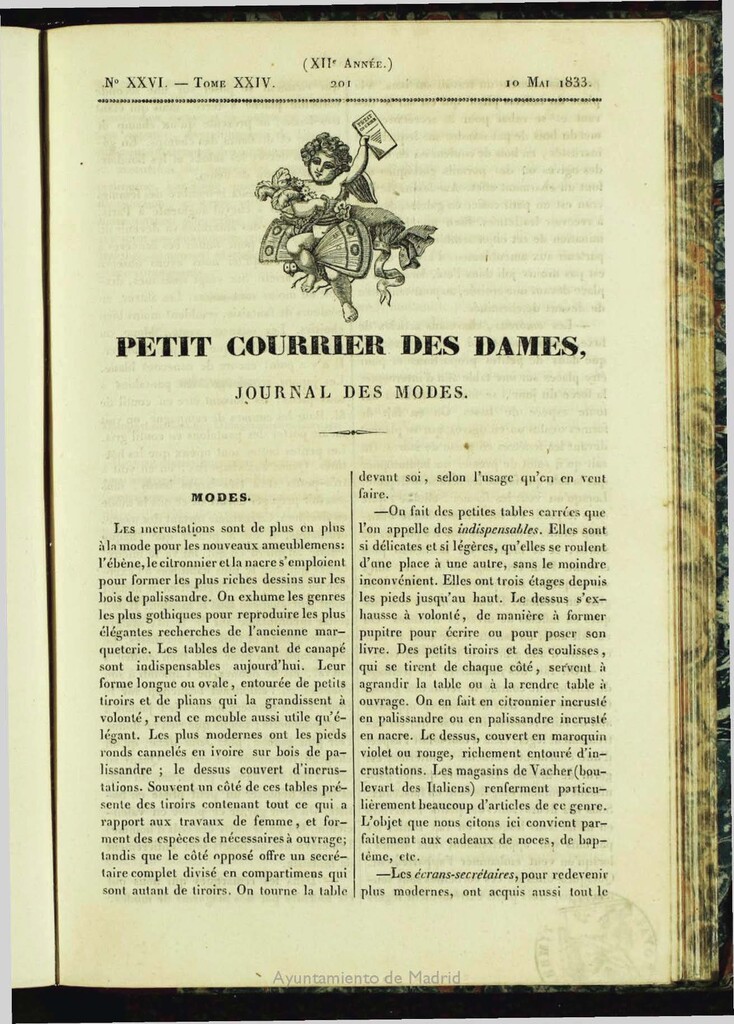 (XIIe Année.)
No XXVI. — Tome XXIV. 201 10 Mai 1833.
PETIT COURRIER
PETIT COURRIER DES DAMES,
JOURNAL DES MODES.
MODES.
Les incrustations sont de plus en plus
à la mode pour les nouveaux ameublemens:
l'ébène, le citronnier et la nacre s'emploient
pour former les plus riches dessins sur les
bois de palissandre. On exhume les genres
les plus gothiques pour reproduire les plus
élégantes recherches de l'ancienne mar-
queterie. Les tables de devant de canapé
sont indispensables aujourd'hui. Leur
forme longue ou ovale, entourée de petits
tiroirs et de plians qui la grandissent à
volonté, rend ce meuble aussi utile qu'é-
légant. Les plus modernes ont les pieds
ronds cannelés en ivoire sur bois de pa-
lissandre ; le dessus couvert d'incrus-
tations. Souvent un côté de ces tables pré-
sente des tiroirs contenant tout ce qui a
rapport aux travaux de femme, et for-
ment des espèces de nécessaires à ouvrage;
tandis que le côté opposé offre un secré-
taire complet divisé en compartimens qui
sont autant de tiroirs. On tourne la table
devant soi, selon l'usage qu'on en veut
faire.
—On fait des petites tables carrées que
l'on appelle des indispensables. Elles sont
si délicates et si légères, qu'elles se roulent
d'une place à une autre, sans le moindre
inconvénient. Elles ont trois étages depuis
les pieds jusqu'au haut. Le dessus s'ex-
hausse à volonté, de manière à former
pupitre pour écrire ou pour poser son
livre. Des petits tiroirs et des coulisses,
qui se tirent de chaque côté, servent à
agrandir la table ou à la rendre table à
ouvrage. On en fait en citronnier incrusté
en palissandre ou en palissandre incrusté
en nacre. Le dessus, couvert en maroquin
violet ou rouge, richement entouré d'in-
crustations. Les magasins de Vacher (bou-
levart des Italiens) renferment particu-
lièrement beaucoup d'articles de ce genre.
L'objet que nous citons ici convient par-
faitement aux cadeaux de noces, de bap-
tême, etc.
—Les écrans-secrétaires, pour redevenir
plus modernes, ont acquis aussi tout le
Ayuntamiento de Madrid